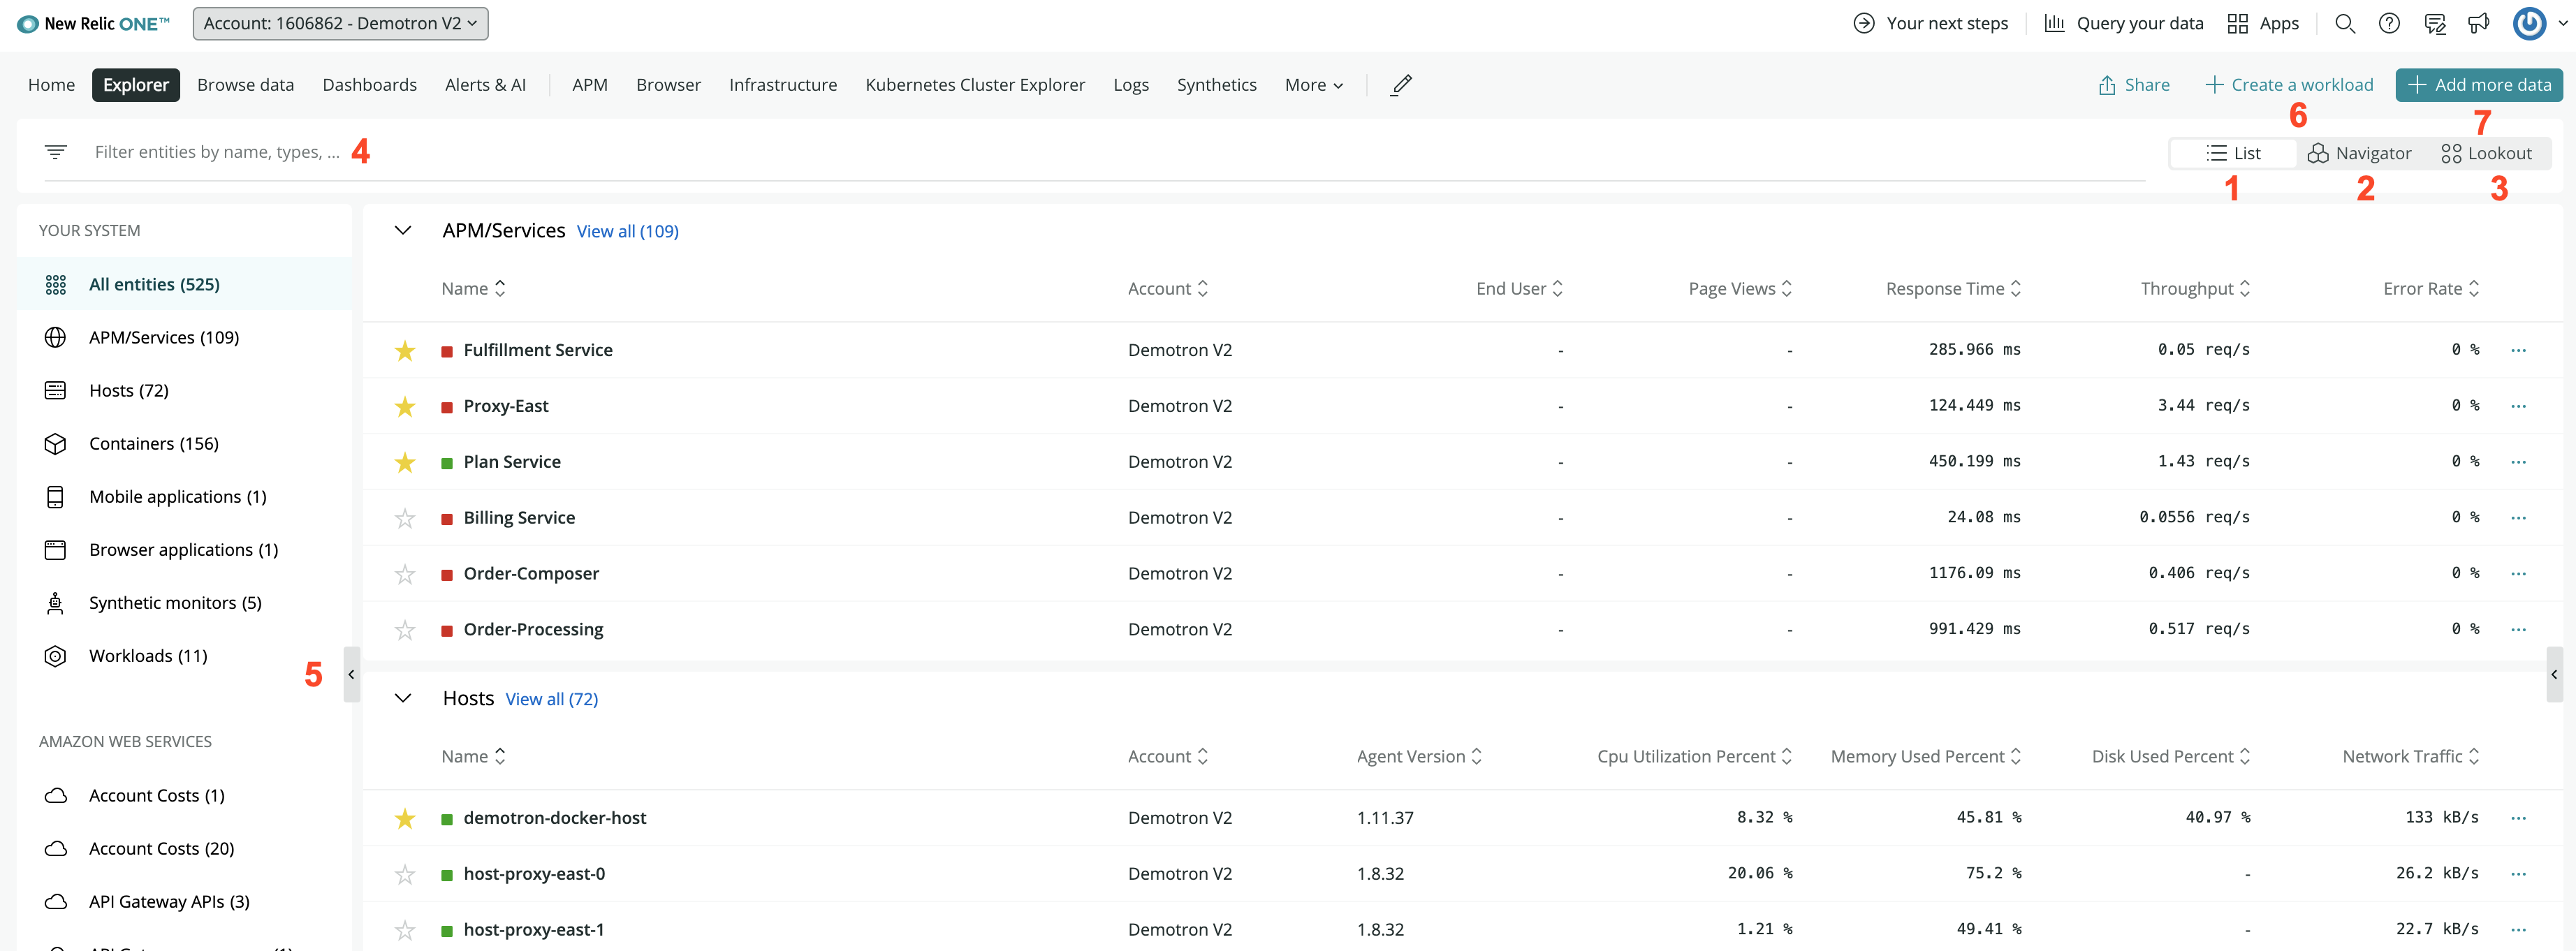 New Relic ONE™ Account: 1606862 - Demotron V2 Your next steps Query your data Apps
Home Explorer Browse data Dashboards Alerts & AI APM Browser Infrastructure Kubernetes Cluster Explorer Logs Synthetics More Share + Create a workload + Add more data
6 7
Filter entities by name, types, ... 4 List Navigator Lookout
1 2 3
YOUR SYSTEM
All entities (525)
APM/Services (109)
Hosts (72)
Containers (156)
Mobile applications (1)
Browser applications (1)
Synthetic monitors (5)
Workloads (11)
5
AMAZON WEB SERVICES
Account Costs (1)
Account Costs (20)
API Gateway APIs (3)
APM/Services View all (109)
Name Account End User Page Views Response Time Throughput Error Rate
Fulfillment Service Demotron V2 - - 285.966 ms 0.05 req/s 0 % ...
Proxy-East Demotron V2 - - 124.449 ms 3.44 req/s 0 % ...
Plan Service Demotron V2 - - 450.199 ms 1.43 req/s 0 % ...
Billing Service Demotron V2 - - 24.08 ms 0.0556 req/s 0 % ...
Order-Composer Demotron V2 - - 1176.09 ms 0.406 req/s 0 % ...
Order-Processing Demotron V2 - - 991.429 ms 0.517 req/s 0 % ...
Hosts View all (72)
Name Account Agent Version Cpu Utilization Percent Memory Used Percent Disk Used Percent Network Traffic
demotron-docker-host Demotron V2 1.11.37 8.32 % 45.81 % 40.97 % 133 kB/s ...
host-proxy-east-0 Demotron V2 1.8.32 20.06 % 75.2 % - 26.2 kB/s ...
host-proxy-east-1 Demotron V2 1.8.32 1.21 % 49.41 % - 22.7 kB/s ...